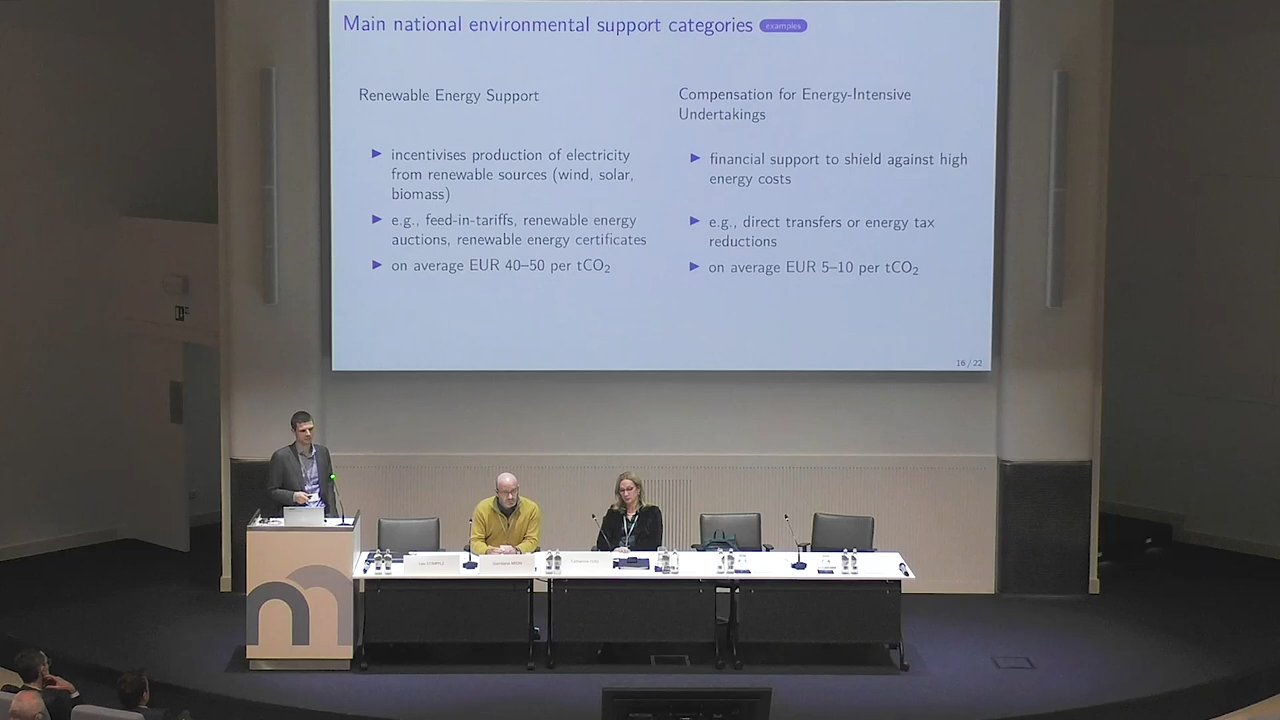 Main national environmental support categories examples
Renewable Energy Support
▶ incentivises production of electricity
from renewable sources (wind, solar,
biomass)
▶ e.g., feed-in-tariffs, renewable energy
auctions, renewable energy certificates
▶ on average EUR 40–50 per tCO2
Compensation for Energy-Intensive
Undertakings
▶ financial support to shield against high
energy costs
▶ e.g., direct transfers or energy tax
reductions
▶ on average EUR 5–10 per tCO2
16 / 22